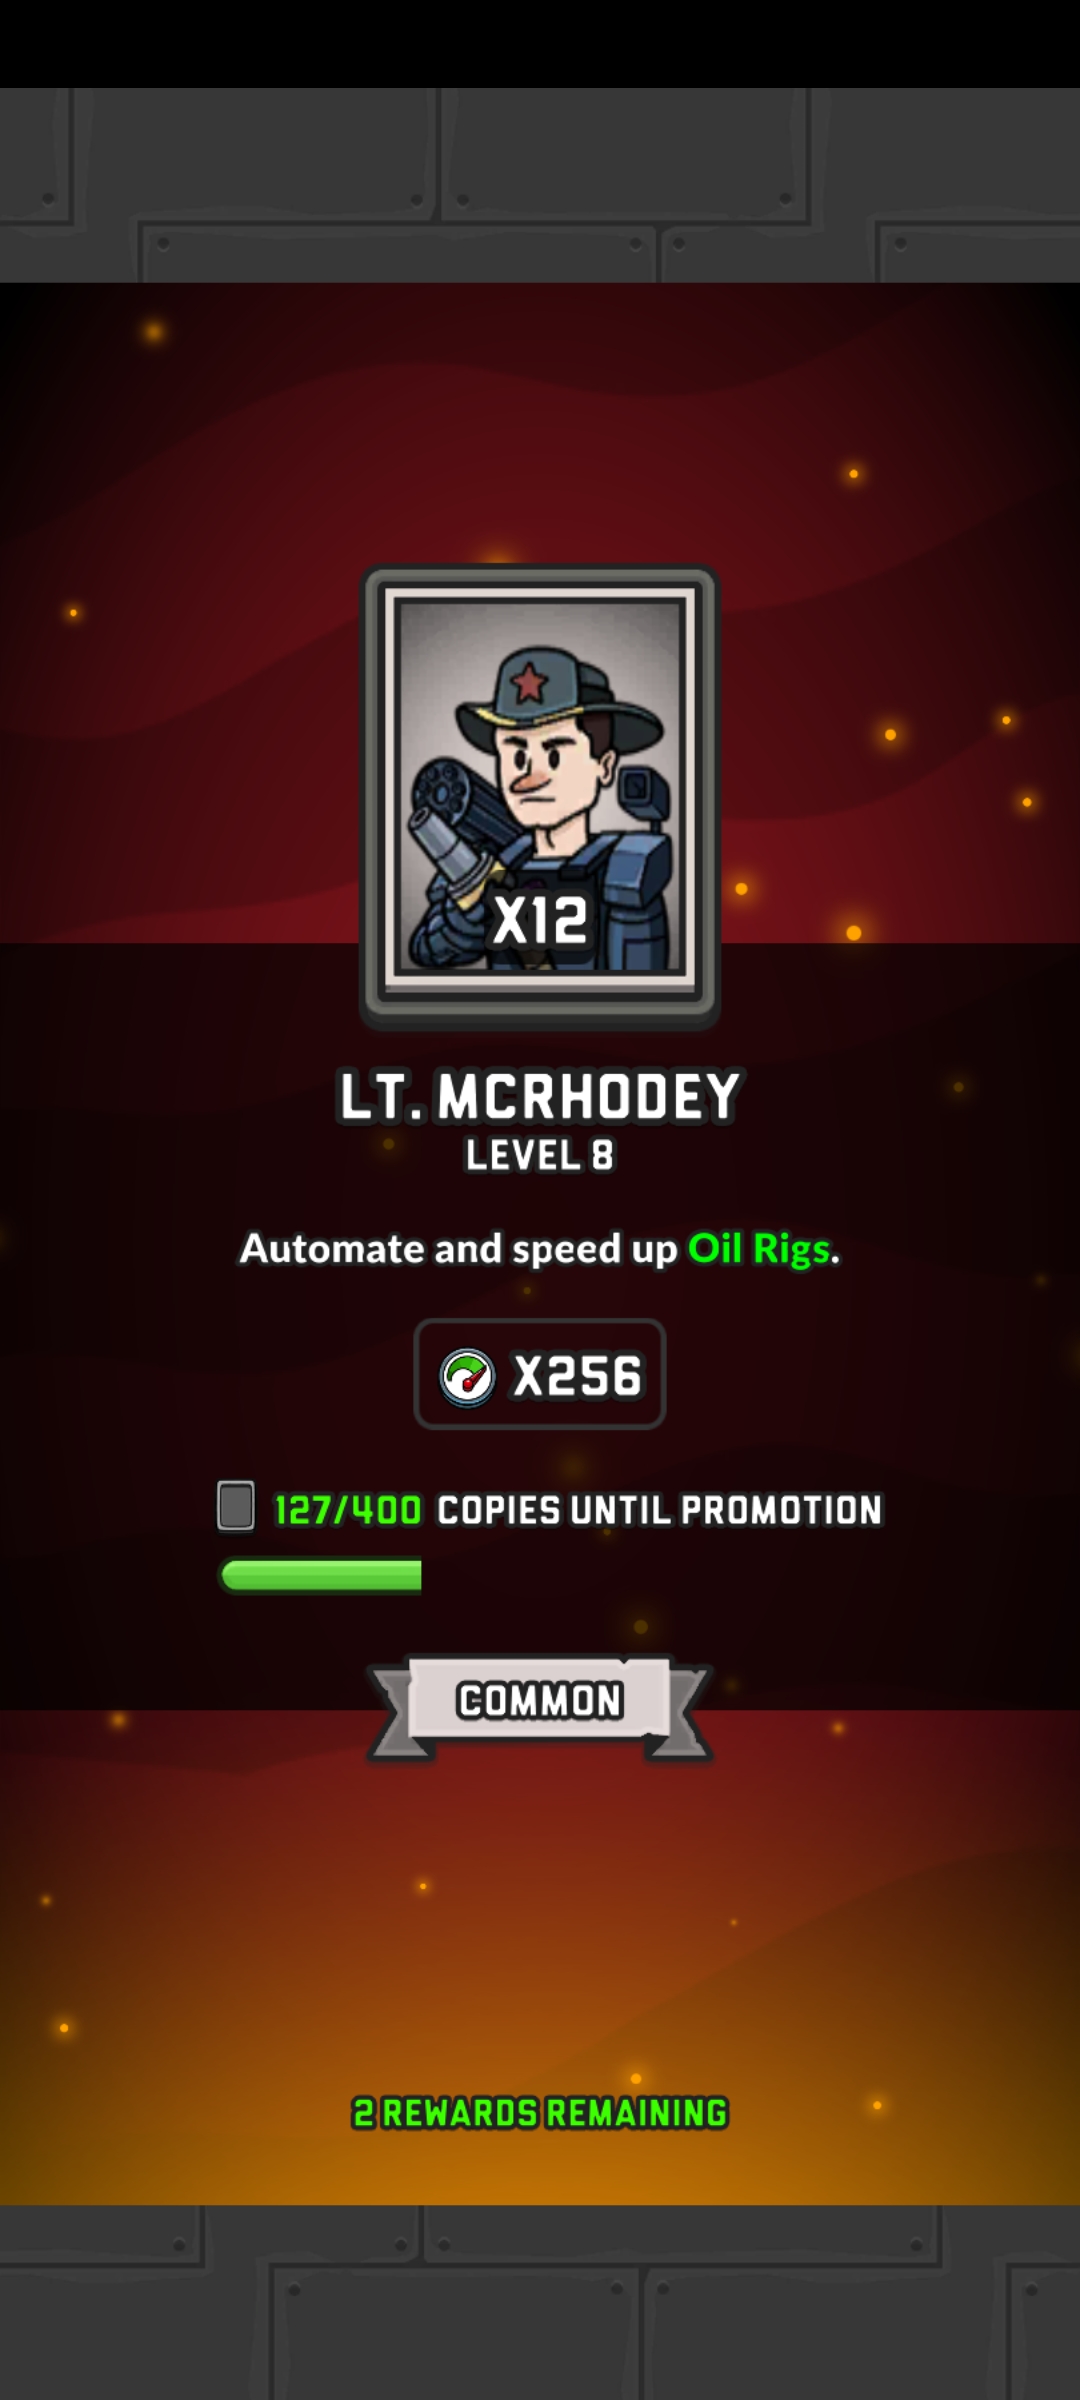 X12
LT. MCRHODEY
LEVEL 8
Automate and speed up Oil Rigs.
X256
127/400 COPIES UNTIL PROMOTION
COMMON
2 REWARDS REMAINING